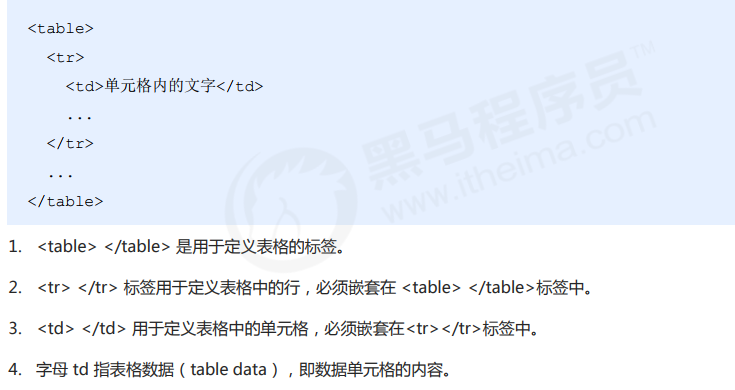 <table>
<tr>
<td>单元格内的文字</td>
...
</tr>
...
</table>
黑马程序员™
www.itheima.com
1. <table> </table> 是用于定义表格的标签。
2. <tr> </tr> 标签用于定义表格中的行，必须嵌套在 <table> </table>标签中。
3. <td> </td> 用于定义表格中的单元格，必须嵌套在<tr></tr>标签中。
4. 字母 td 指表格数据（table data），即数据单元格的内容。